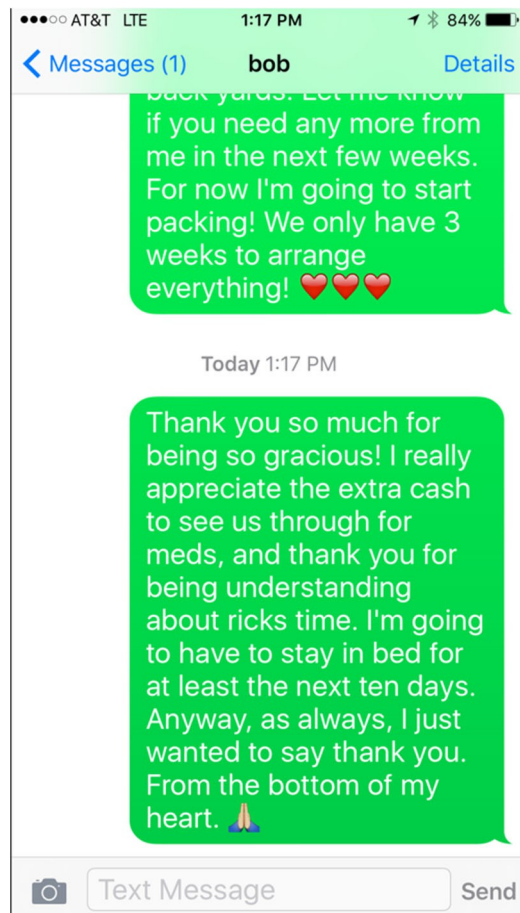 AT&T LTE 1:17 PM 84%
Messages (1) bob Details
back yards! Let me know
if you need any more from
me in the next few weeks.
For now I'm going to start
packing! We only have 3
weeks to arrange
everything! ❤️❤️❤️
Today 1:17 PM
Thank you so much for
being so gracious! I really
appreciate the extra cash
to see us through for
meds, and thank you for
being understanding
about ricks time. I'm going
to have to stay in bed for
at least the next ten days.
Anyway, as always, I just
wanted to say thank you.
From the bottom of my
heart. 🙏🏼
Text Message Send